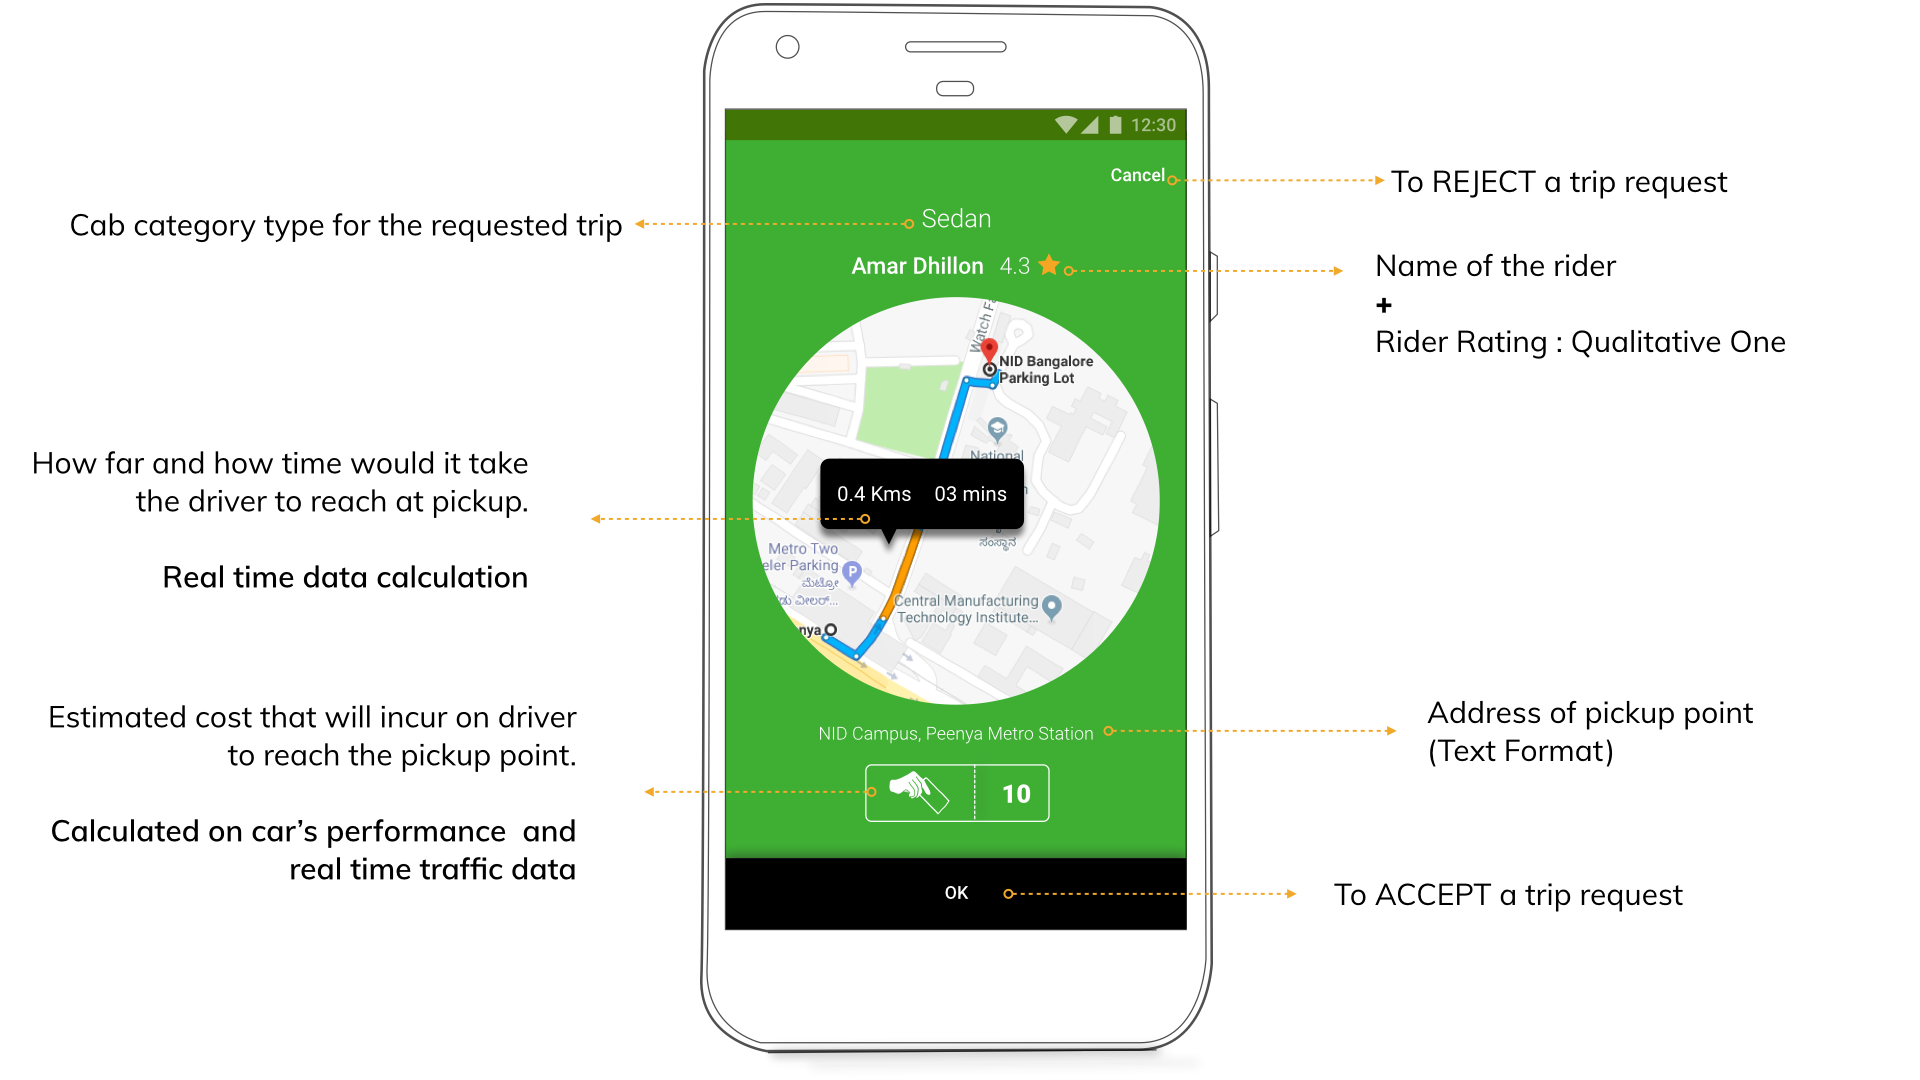 12:30
Cancel
To REJECT a trip request
Cab category type for the requested trip
Sedan
Amar Dhillon 4.3
Name of the rider
+
Rider Rating : Qualitative One
Watch
NID Bangalore
Parking Lot
National
How far and how time would it take
the driver to reach at pickup.
Real time data calculation
0.4 Kms 03 mins
ಸಂಸ್ಥಾನ
Metro Two
eler Parking
P
ಮೆಟ್ರೋ
ವೀಲರ್...
Central Manufacturing
Technology Institute...
nya
Estimated cost that will incur on driver
to reach the pickup point.
Calculated on car's performance and
real time traffic data
NID Campus, Peenya Metro Station
Address of pickup point
(Text Format)
10
OK
To ACCEPT a trip request